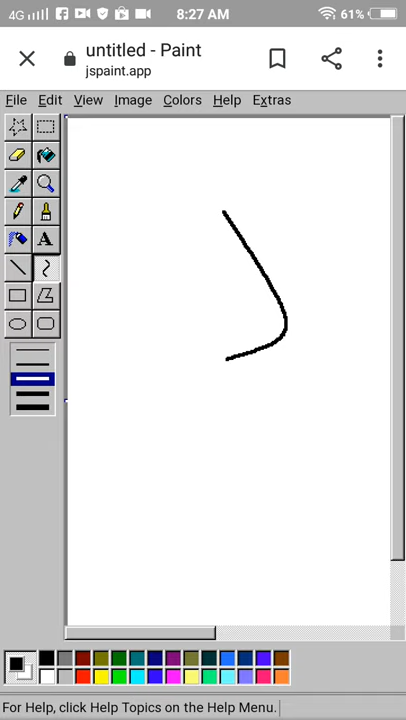 4G 8:27 AM 61%
untitled - Paint
jspaint.app
File Edit View Image Colors Help Extras
A
For Help, click Help Topics on the Help Menu.